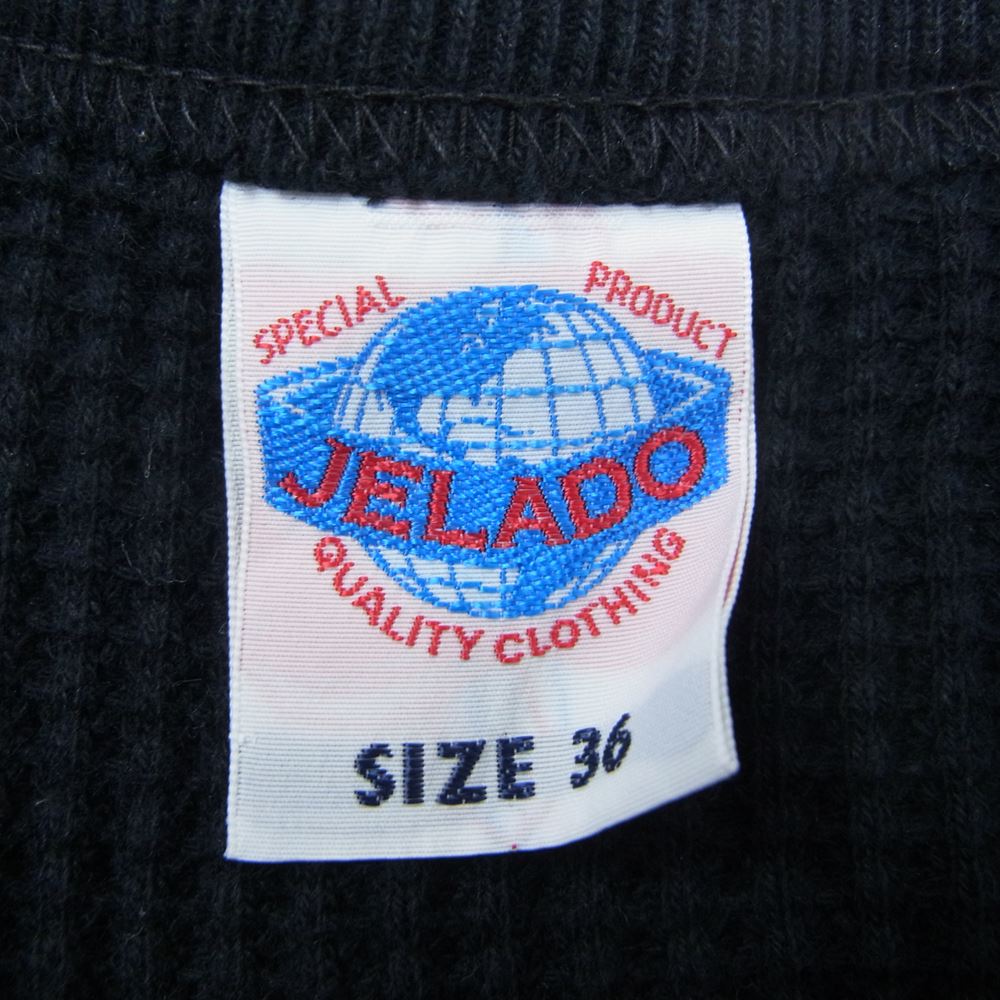 SPECIAL PRODUCT
JELADO
QUALITY CLOTHING
SIZE 36